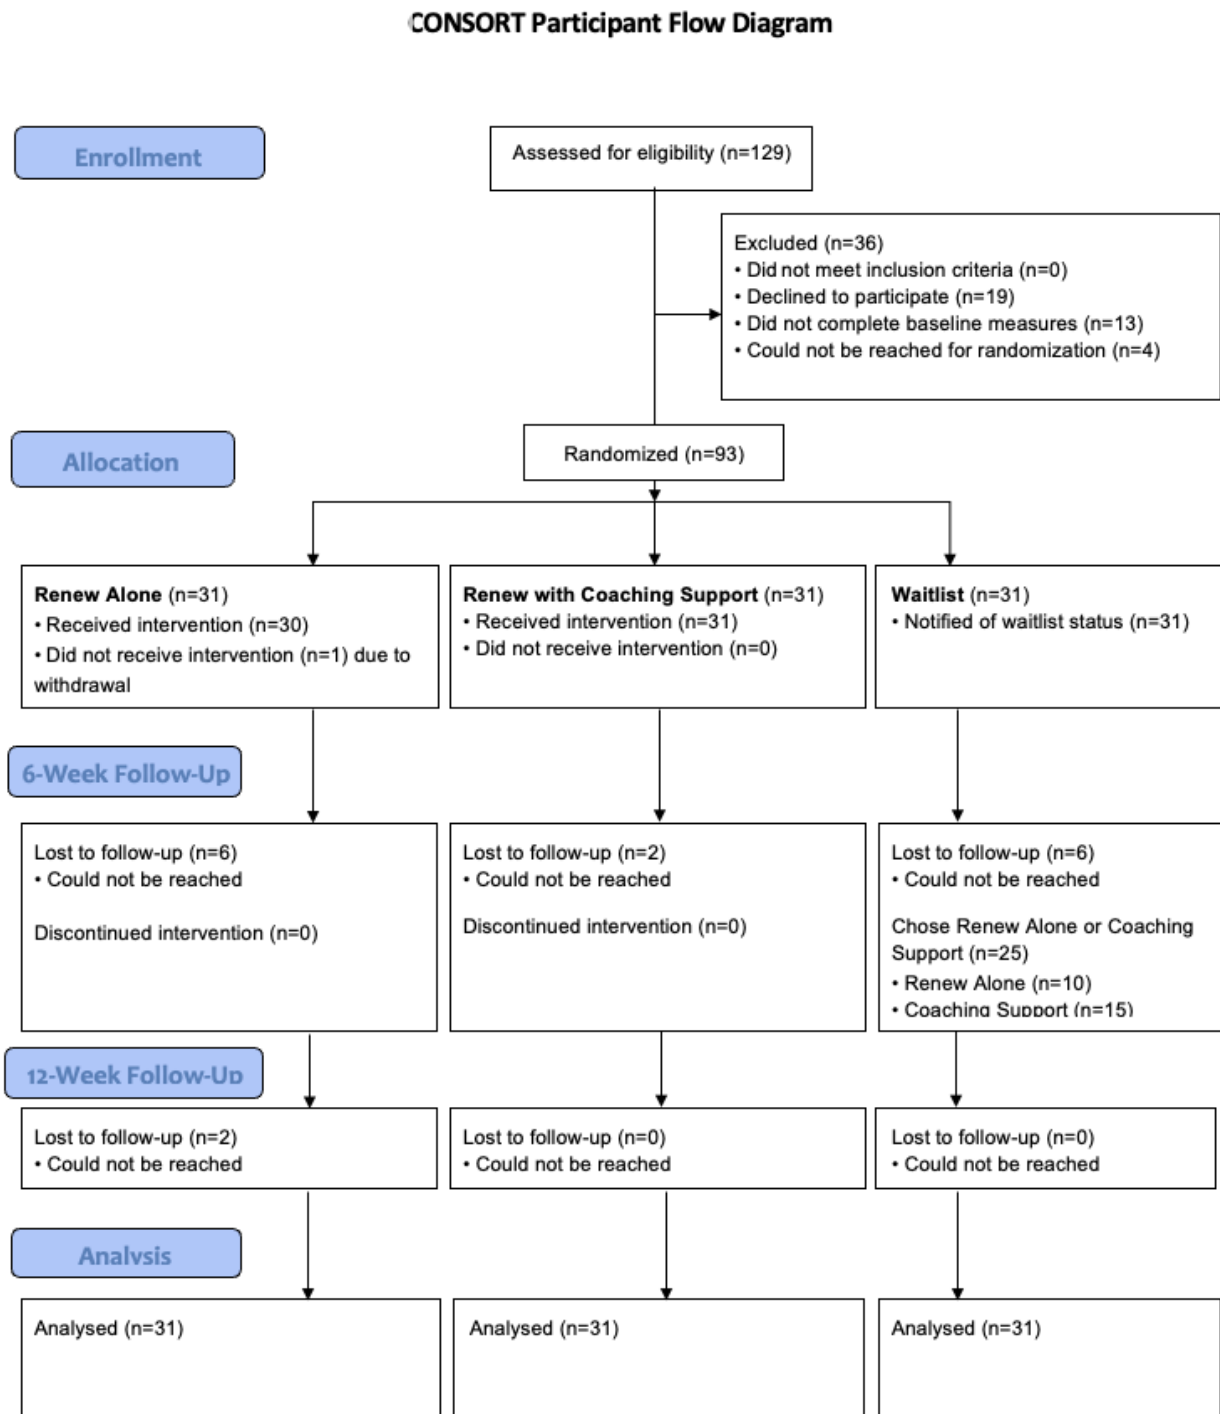 CONSORT Participant Flow Diagram
Enrollment
Assessed for eligibility (n=129)
Excluded (n=36)
• Did not meet inclusion criteria (n=0)
• Declined to participate (n=19)
• Did not complete baseline measures (n=13)
• Could not be reached for randomization (n=4)
Allocation
Randomized (n=93)
Renew Alone (n=31)
• Received intervention (n=30)
• Did not receive intervention (n=1) due to
withdrawal
Renew with Coaching Support (n=31)
• Received intervention (n=31)
• Did not receive intervention (n=0)
Waitlist (n=31)
• Notified of waitlist status (n=31)
6-Week Follow-Up
Lost to follow-up (n=6)
• Could not be reached
Discontinued intervention (n=0)
Lost to follow-up (n=2)
• Could not be reached
Discontinued intervention (n=0)
Lost to follow-up (n=6)
• Could not be reached
Chose Renew Alone or Coaching
Support (n=25)
• Renew Alone (n=10)
• Coaching Support (n=15)
12-Week Follow-Up
Lost to follow-up (n=2)
• Could not be reached
Lost to follow-up (n=0)
• Could not be reached
Lost to follow-up (n=0)
• Could not be reached
Analysis
Analysed (n=31)
Analysed (n=31)
Analysed (n=31)